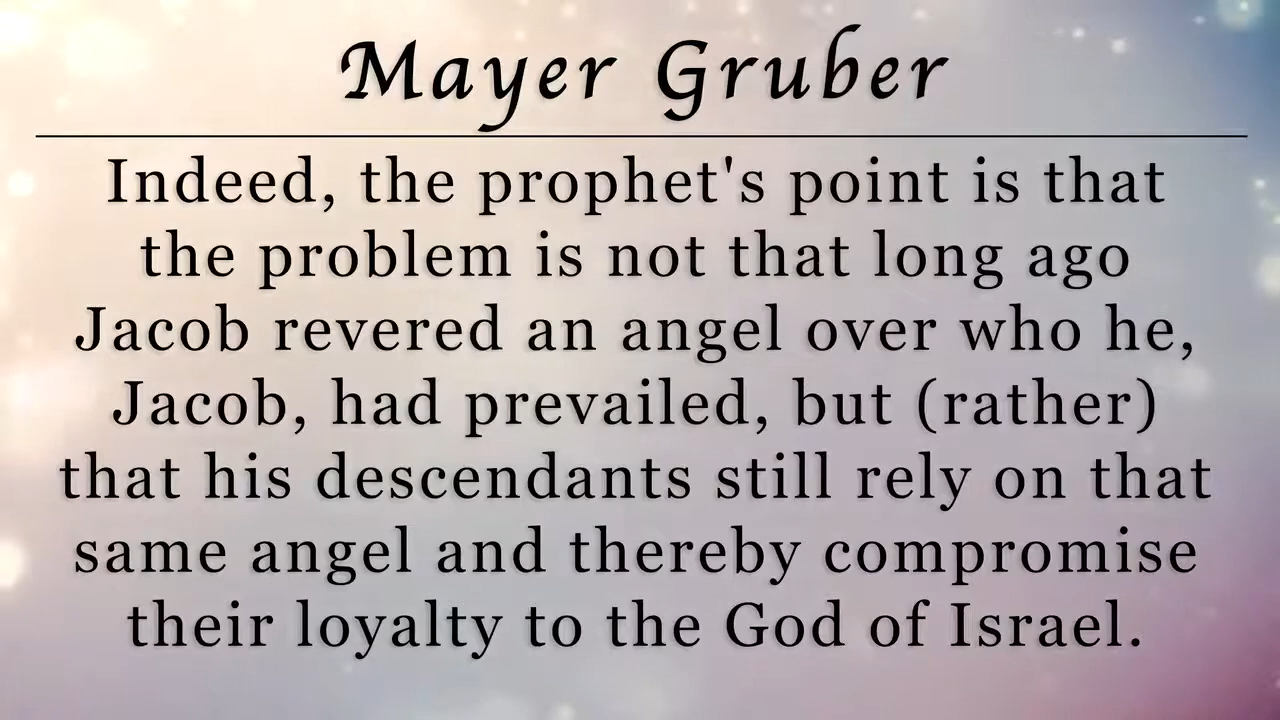 Mayer Gruber
Indeed, the prophet's point is that
the problem is not that long ago
Jacob revered an angel over who he,
Jacob, had prevailed, but (rather)
that his descendants still rely on that
same angel and thereby compromise
their loyalty to the God of Israel.